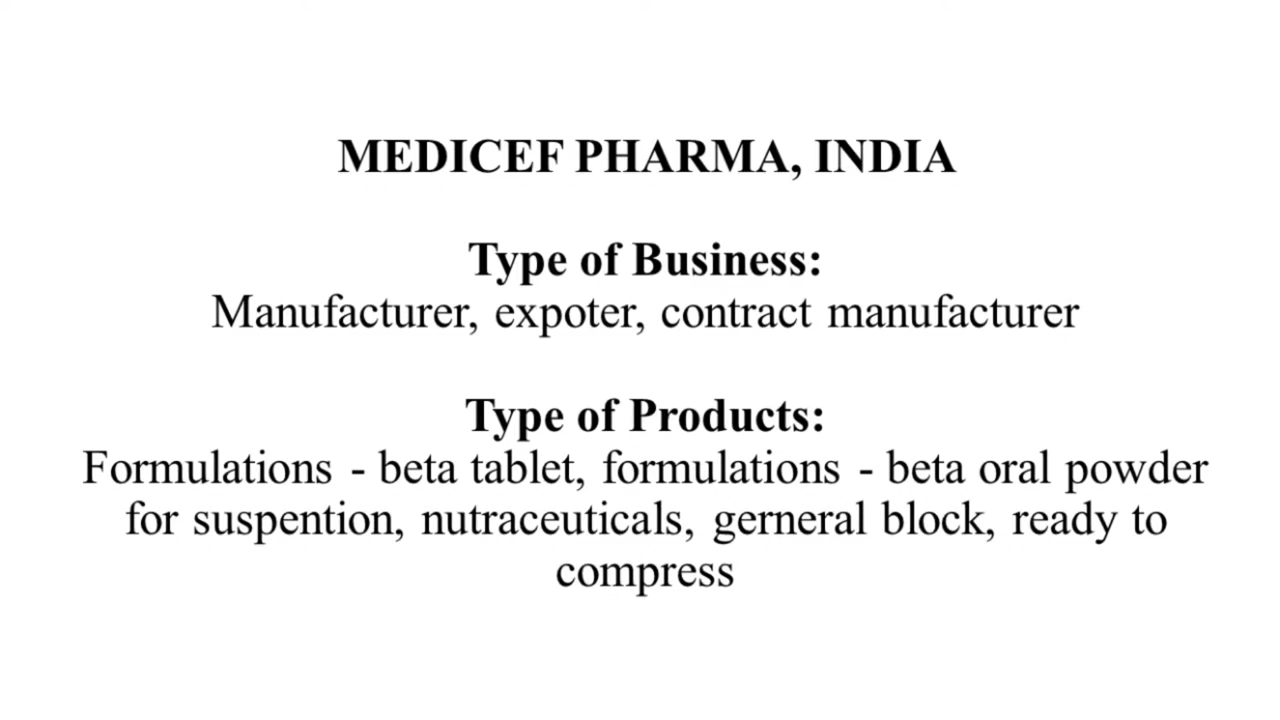 MEDICEF PHARMA, INDIA
Type of Business:
Manufacturer, expoter, contract manufacturer
Type of Products:
Formulations - beta tablet, formulations - beta oral powder
for suspention, nutraceuticals, gerneral block, ready to
compress